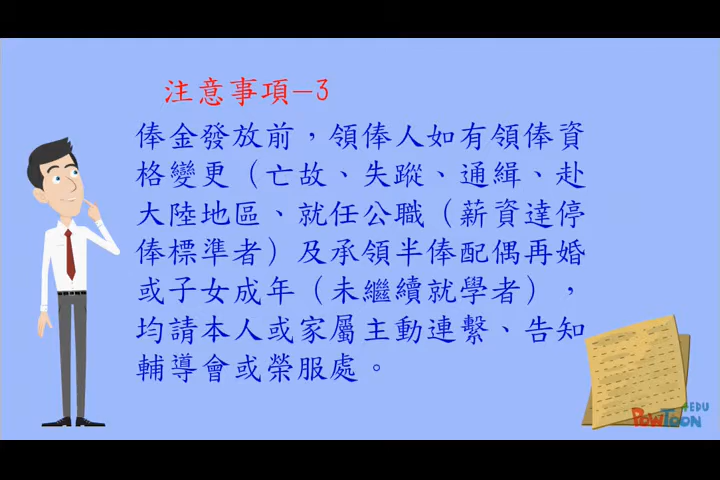 注意事項–3
俸金發放前，領俸人如有領俸資
格變更（亡故、失蹤、通緝、赴
大陸地區、就任公職（薪資達停
俸標準者）及承領半俸配偶再婚
或子女成年（未繼續就學者），
均請本人或家屬主動連繫、告知
輔導會或榮服處。
4EDU
POWTOON